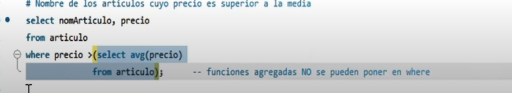 # Nombre de los articulos cuyo precio es superior a la media
select nomArticulo, precio
from articulo
where precio >(select avg(precio)
from articulo); -- funciones agregadas NO se pueden poner en where